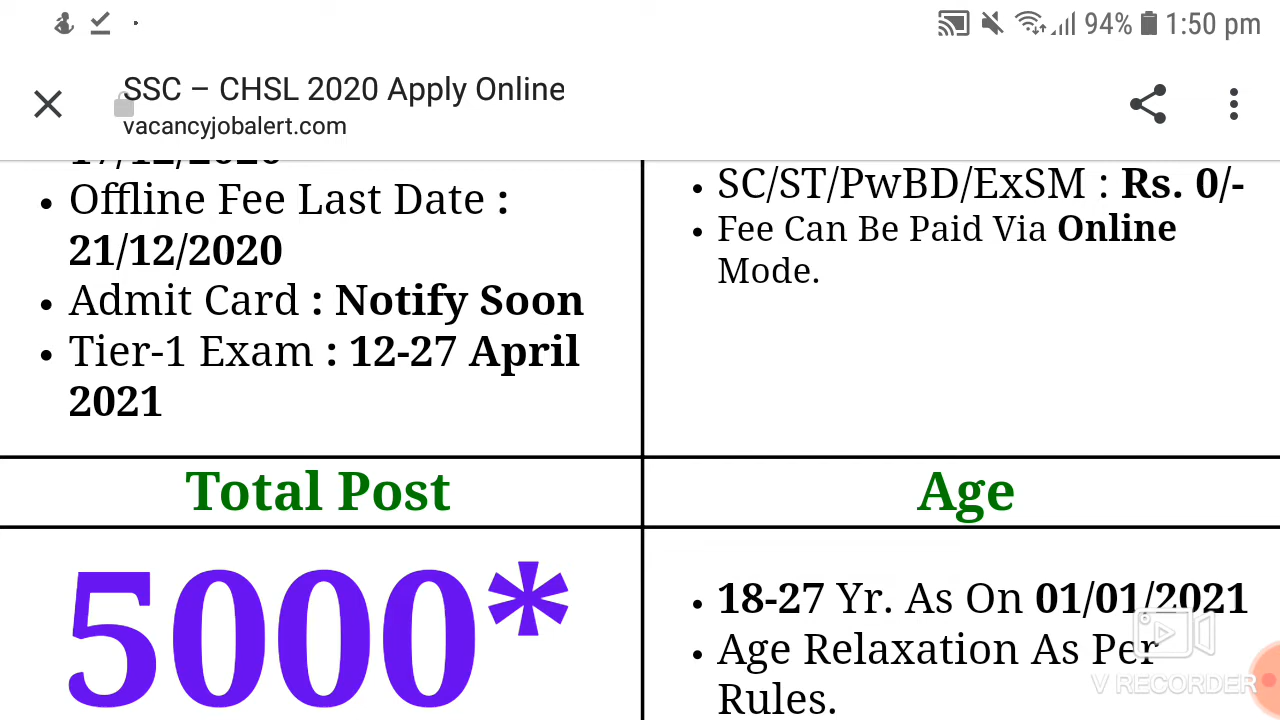 94% 1:50 pm
SSC – CHSL 2020 Apply Online
vacancyjobalert.com
17/12/2020
Offline Fee Last Date :
21/12/2020
Admit Card : Notify Soon
Tier-1 Exam : 12-27 April
2021
SC/ST/PwBD/ExSM : Rs. 0/-
Fee Can Be Paid Via Online
Mode.
Total Post
Age
5000*
18-27 Yr. As On 01/01/2021
Age Relaxation As Per
Rules.
V RECORDER